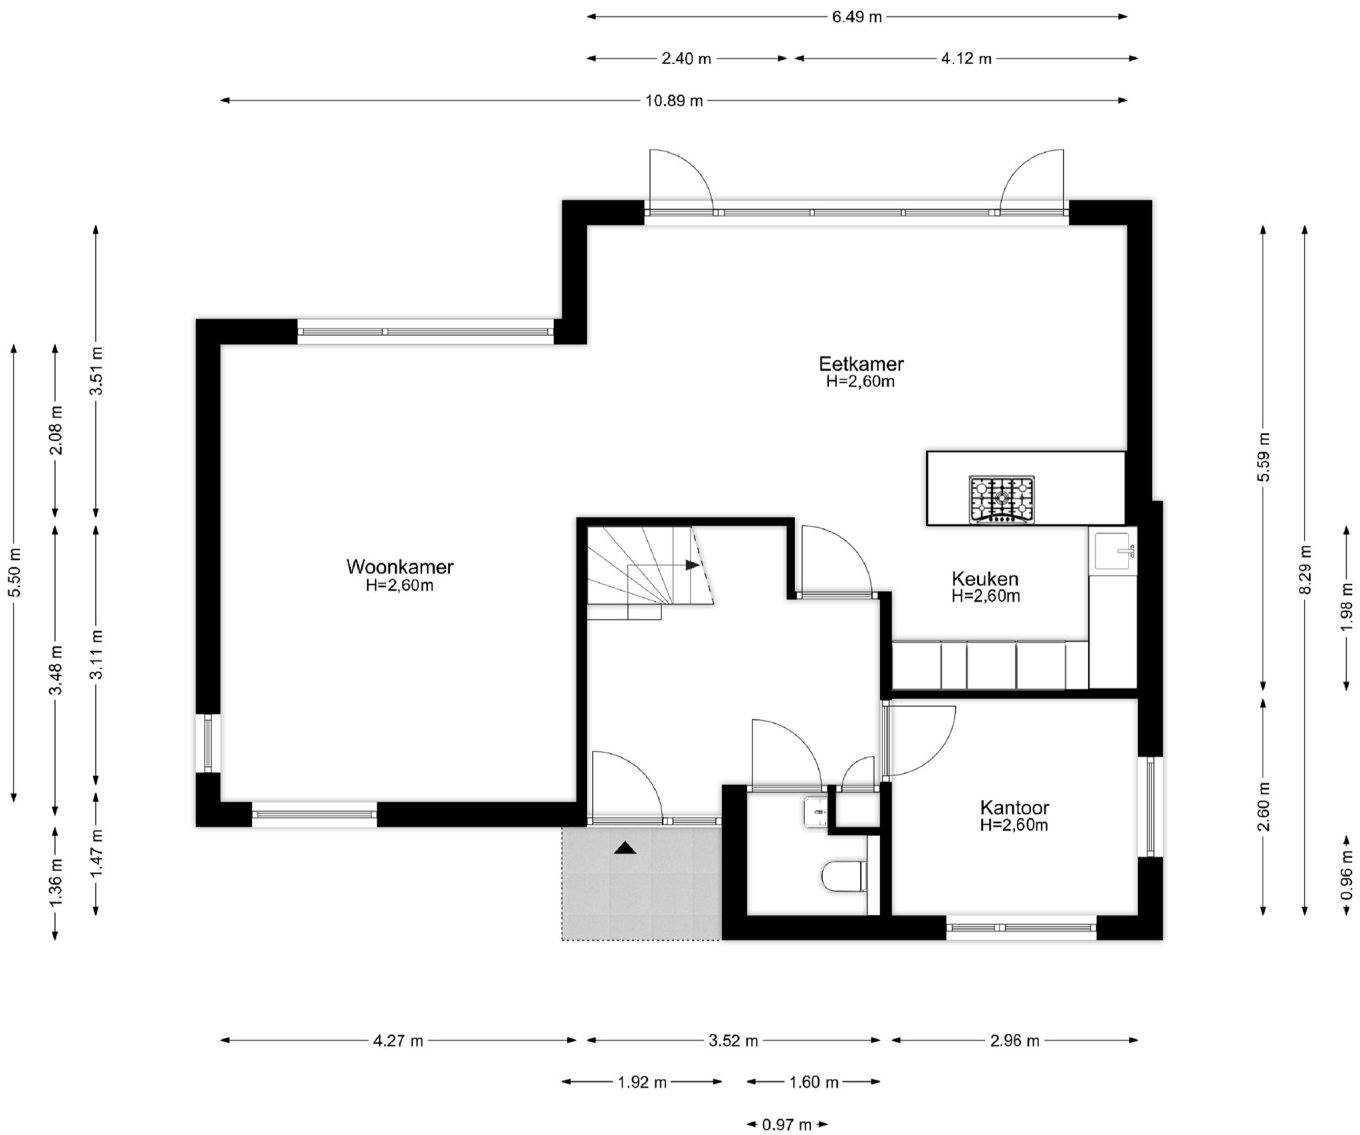 6.49 m
2.40 m
4.12 m
10.89 m
3.51 m
2.08 m
5.50 m
3.48 m
3.11 m
1.36 m
1.47 m
Eetkamer
H=2,60m
Woonkamer
H=2,60m
Keuken
H=2,60m
Kantoor
H=2,60m
5.59 m
8.29 m
1.98 m
2.60 m
0.96 m
4.27 m
3.52 m
2.96 m
1.92 m
1.60 m
0.97 m